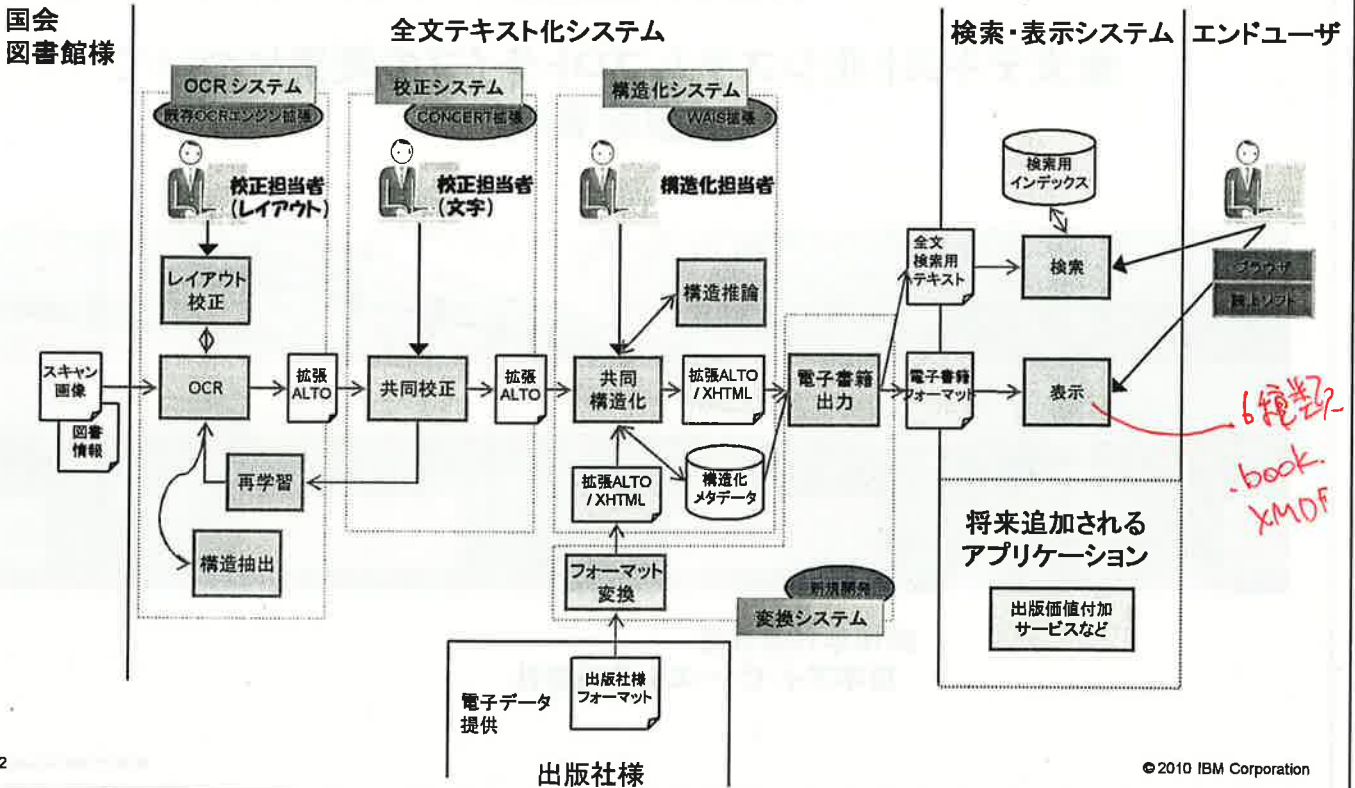 国会
図書館様
全文テキスト化システム
検索・表示システム
エンドユーザ
OCRシステム
既存OCRエンジン拡張
校正システム
CONCERT拡張
構造化システム
WAIS拡張
校正担当者
(レイアウト)
校正担当者
(文字)
構造化担当者
検索用
インデックス
レイアウト
校正
構造推論
全文
検索用
テキスト
検索
ブラウザ
読上ソフト
スキャン
画像
図書
情報
OCR
拡張
ALTO
共同校正
拡張
ALTO
共同
構造化
拡張ALTO
/ XHTML
電子書籍
出力
電子書籍
フォーマット
表示
6種類
.book.
XMDF
再学習
拡張ALTO
/ XHTML
構造化
メタデータ
構造抽出
フォーマット
変換
新規開発
変換システム
将来追加される
アプリケーション
出版価値付加
サービスなど
電子データ
提供
出版社様
フォーマット
出版社様
2
© 2010 IBM Corporation